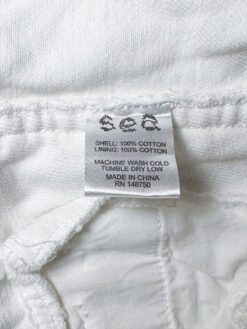 Sea
SHELL: 100% COTTON
LINING: 100% COTTON
MACHINE WASH COLD
TUMBLE DRY LOW
MADE IN CHINA
RN 148750